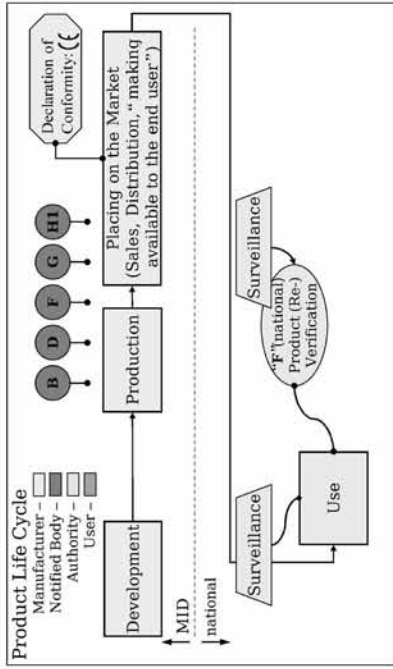 Product Life Cycle
Manufacturer –
Notified Body –
Authority –
User –
B
D
F
G
H1
Declaration of
Conformity: CE
Development
Production
Placing on the Market
(Sales, Distribution,“ making
available to the end user”)
MID
national
Surveillance
Surveillance
“F”(national)
Product (Re-)
Verification
Use